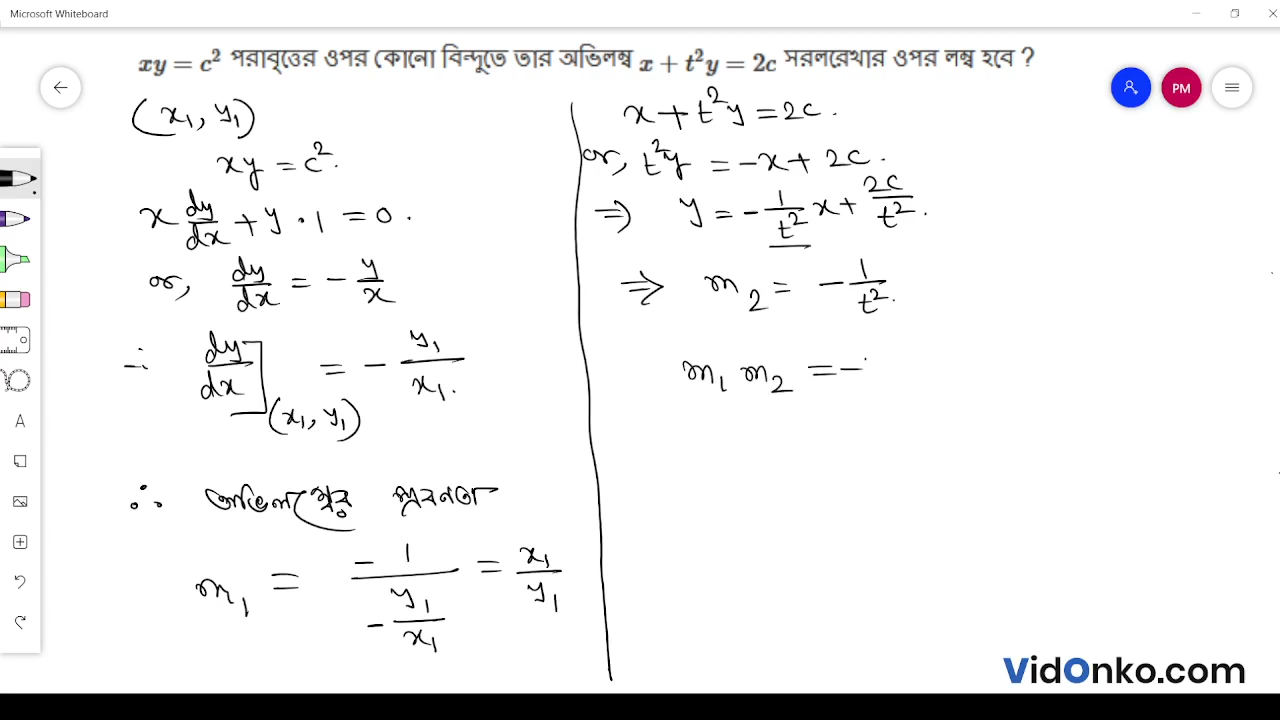 Microsoft Whiteboard
xy = c² পরাবৃত্তের ওপর কোনো বিন্দুতে তার অভিলম্ব x + t²y = 2c সরলরেখার ওপর লম্ব হবে ?
PM
(x₁, y₁)
xy = c².
x dy/dx + y · 1 = 0.
or, dy/dx = - y/x
∴ dy/dx](x₁, y₁) = - y₁/x₁.
∴ অভিলম্বের প্রবনতা
m₁ = -1/(-y₁/x₁) = x₁/y₁
x + t²y = 2c.
or, t²y = -x + 2c.
⇒ y = - 1/t² x + 2c/t².
⇒ m₂ = - 1/t².
m₁ m₂ = -
A
VidOnko.com